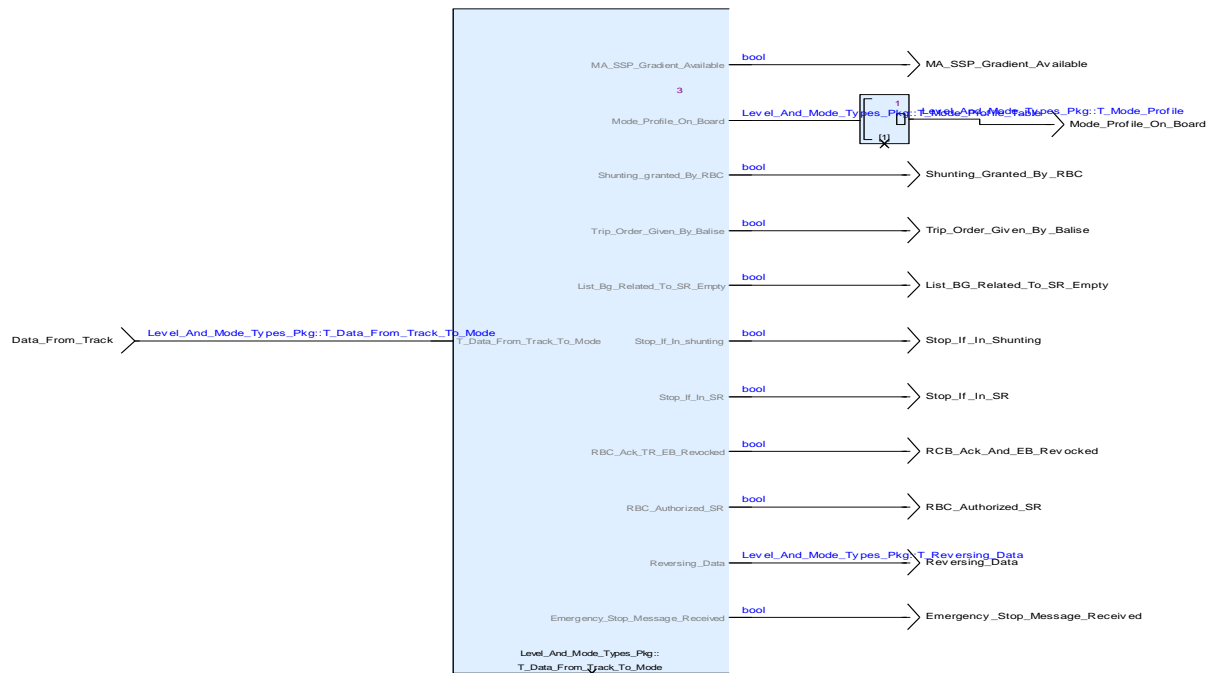 bool
MA_SSP_Gradient_Available
MA_SSP_Gradient_Available
3
1
Level_And_Mode_Types_Pkg::T_Mode_Profile
Mode_Profile_On_Board
Level_And_Mode_Types_Pkg::T_Mode_Profile_Table
Mode_Profile_On_Board
[1]
bool
Shunting_granted_By_RBC
Shunting_Granted_By_RBC
bool
Trip_Order_Given_By_Balise
Trip_Order_Given_By_Balise
bool
List_Bg_Related_To_SR_Empty
List_BG_Related_To_SR_Empty
Data_From_Track
Level_And_Mode_Types_Pkg::T_Data_From_Track_To_Mode
T_Data_From_Track_To_Mode
bool
Stop_If_In_shunting
Stop_If_In_Shunting
bool
Stop_If_In_SR
Stop_If_In_SR
bool
RBC_Ack_TR_EB_Revocked
RCB_Ack_And_EB_Revocked
bool
RBC_Authorized_SR
RBC_Authorized_SR
Level_And_Mode_Types_Pkg::T_Reversing_Data
Reversing_Data
Reversing_Data
bool
Emergency_Stop_Message_Received
Emergency_Stop_Message_Received
Level_And_Mode_Types_Pkg::
T_Data_From_Track_To_Mode